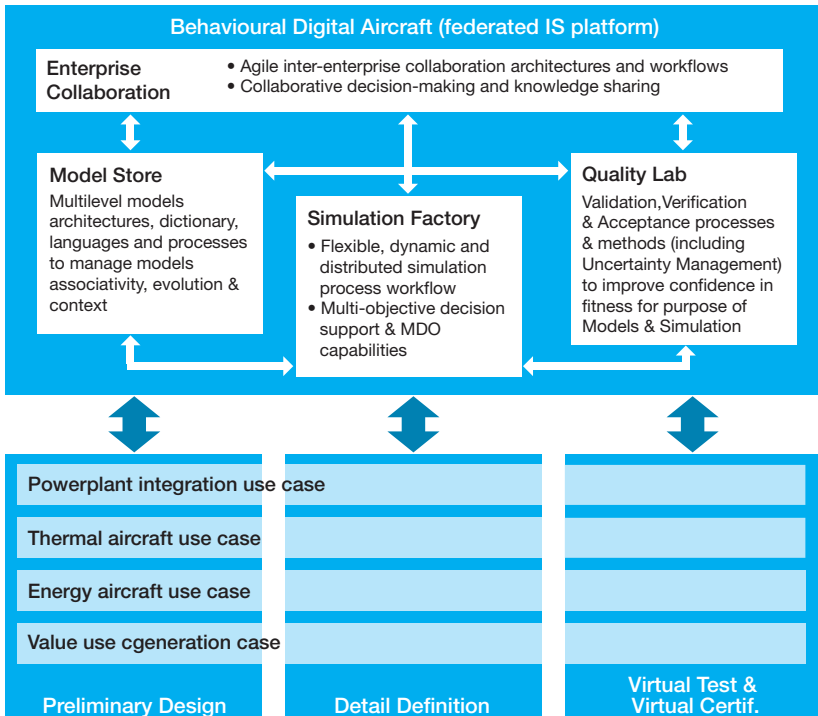 Behavioural Digital Aircraft (federated IS platform)
Enterprise
Collaboration
• Agile inter-enterprise collaboration architectures and workflows
• Collaborative decision-making and knowledge sharing
Model Store
Multilevel models
architectures, dictionary,
languages and processes
to manage models
associativity, evolution &
context
Simulation Factory
• Flexible, dynamic and
distributed simulation
process workflow
• Multi-objective decision
support & MDO
capabilities
Quality Lab
Validation,Verification
& Acceptance processes
& methods (including
Uncertainty Management)
to improve confidence in
fitness for purpose of
Models & Simulation
Powerplant integration use case
Thermal aircraft use case
Energy aircraft use case
Value use cgeneration case
Preliminary Design
Detail Definition
Virtual Test &
Virtual Certif.